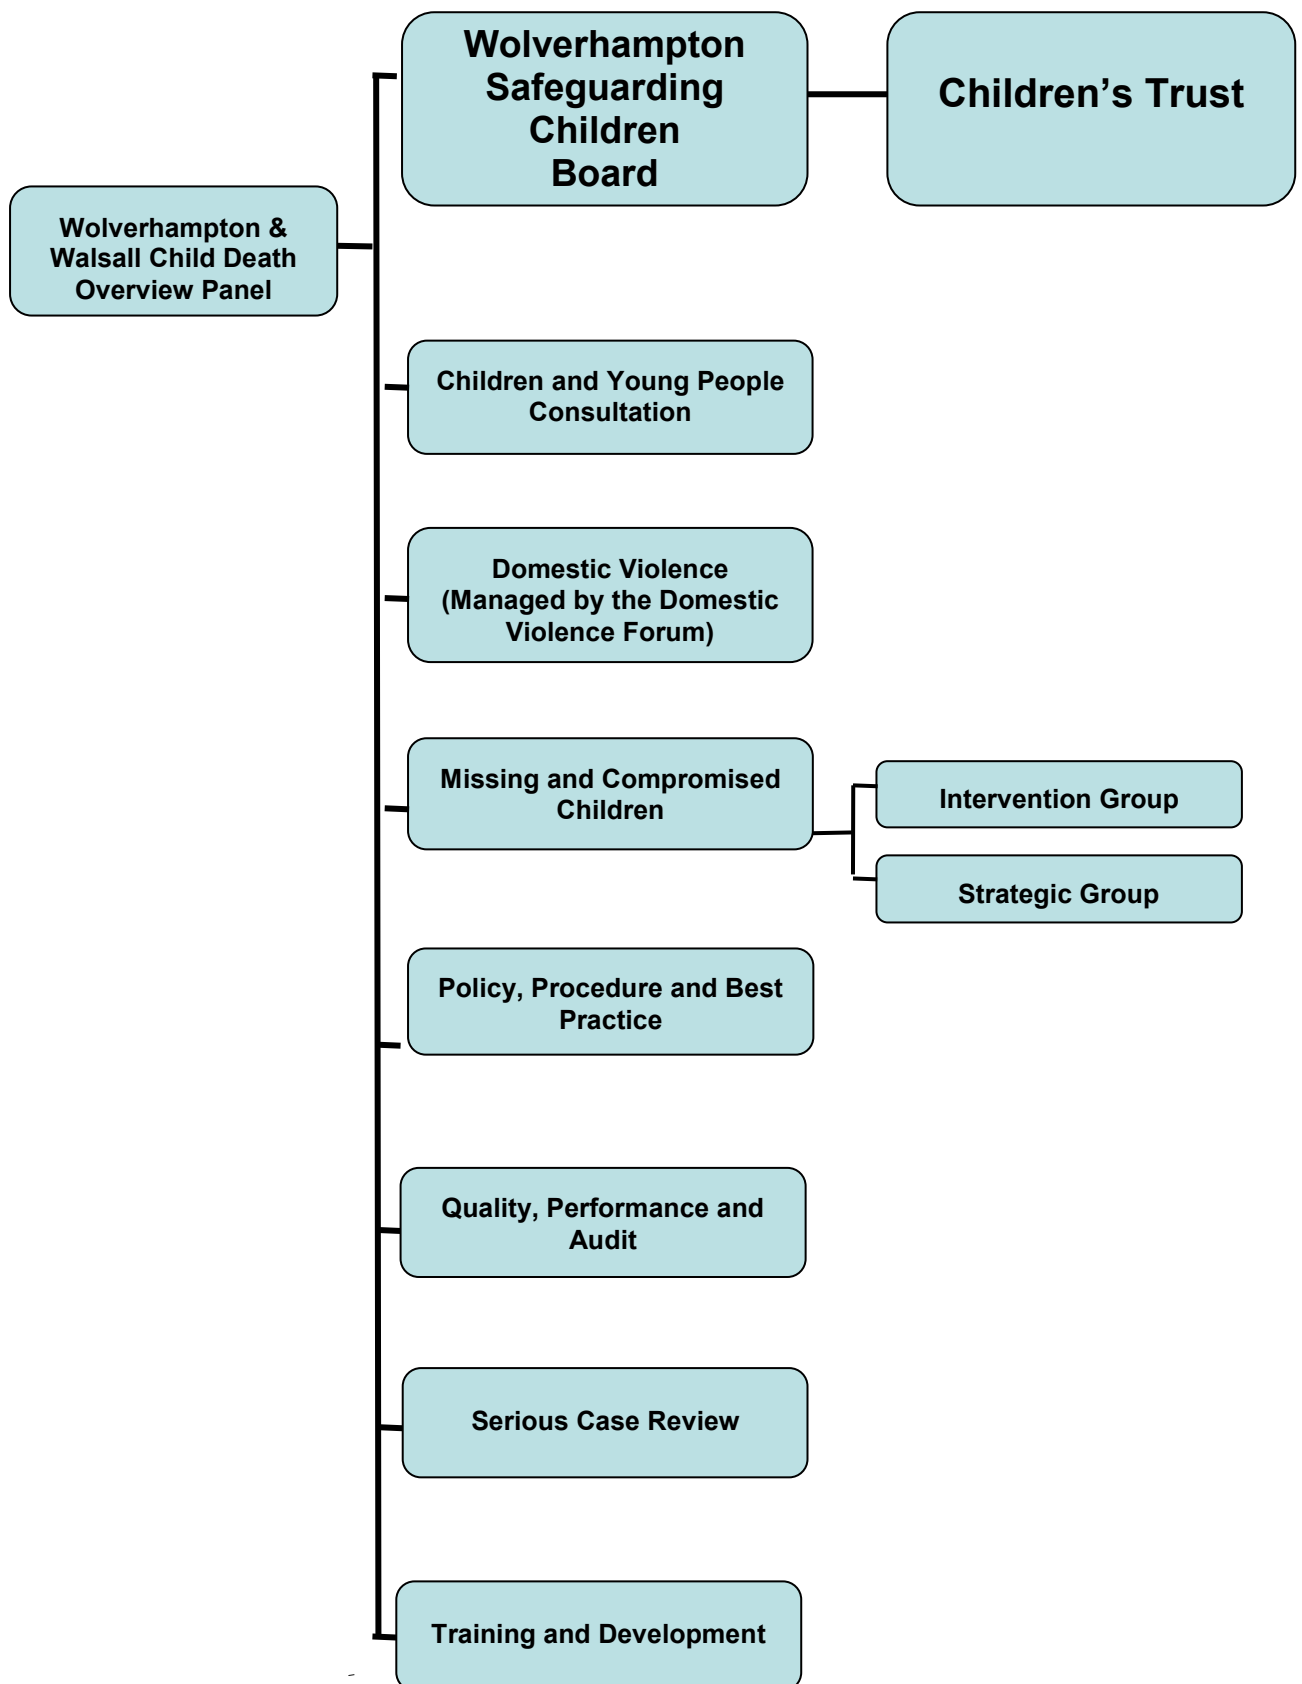 Wolverhampton
Safeguarding
Children
Board
Children’s Trust
Wolverhampton &
Walsall Child Death
Overview Panel
Children and Young People
Consultation
Domestic Violence
(Managed by the Domestic
Violence Forum)
Missing and Compromised
Children
Intervention Group
Strategic Group
Policy, Procedure and Best
Practice
Quality, Performance and
Audit
Serious Case Review
Training and Development